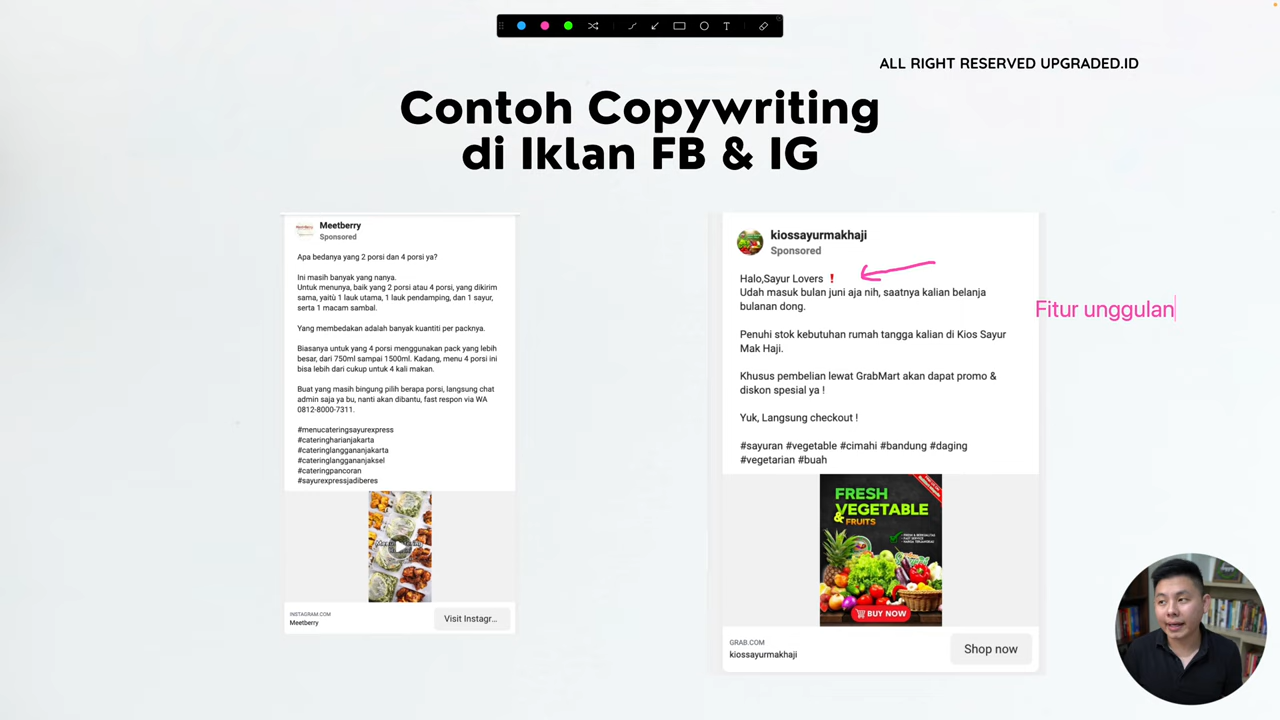 ALL RIGHT RESERVED UPGRADED.ID
Contoh Copywriting
di Iklan FB & IG
Meetberry
Sponsored
Apa bedanya yang 2 porsi dan 4 porsi ya?
Ini masih banyak yang nanya.
Untuk menunya, baik yang 2 porsi atau 4 porsi, yang dikirim
sama, yaitu 1 lauk utama, 1 lauk pendamping, dan 1 sayur,
serta 1 macam sambal.
Yang membedakan adalah banyak kuantiti per packnya.
Biasanya untuk yang 4 porsi menggunakan pack yang lebih
besar, dari 750ml sampai 1500ml. Kadang, menu 4 porsi ini
bisa lebih dari cukup untuk 4 kali makan.
Buat yang masih bingung pilih berapa porsi, langsung chat
admin saja ya bu, nanti akan dibantu, fast respon via WA
0812-8000-7311.
#menucateringsayurexpress
#cateringharianjakarta
#cateringlanggananjakarta
#cateringlanggananjaksel
#cateringpancoran
#sayurexpressjadiberes
INSTAGRAM.COM
Meetberry
Visit Instagr...
kiossayurmakhaji
Sponsored
Halo,Sayur Lovers ❗
Udah masuk bulan juni aja nih, saatnya kalian belanja
bulanan dong.
Penuhi stok kebutuhan rumah tangga kalian di Kios Sayur
Mak Haji.
Khusus pembelian lewat GrabMart akan dapat promo &
diskon spesial ya !
Yuk, Langsung checkout !
#sayuran #vegetable #cimahi #bandung #daging
#vegetarian #buah
FRESH
VEGETABLE
& FRUITS
BUY NOW
GRAB.COM
kiossayurmakhaji
Shop now
Fitur unggulan
T